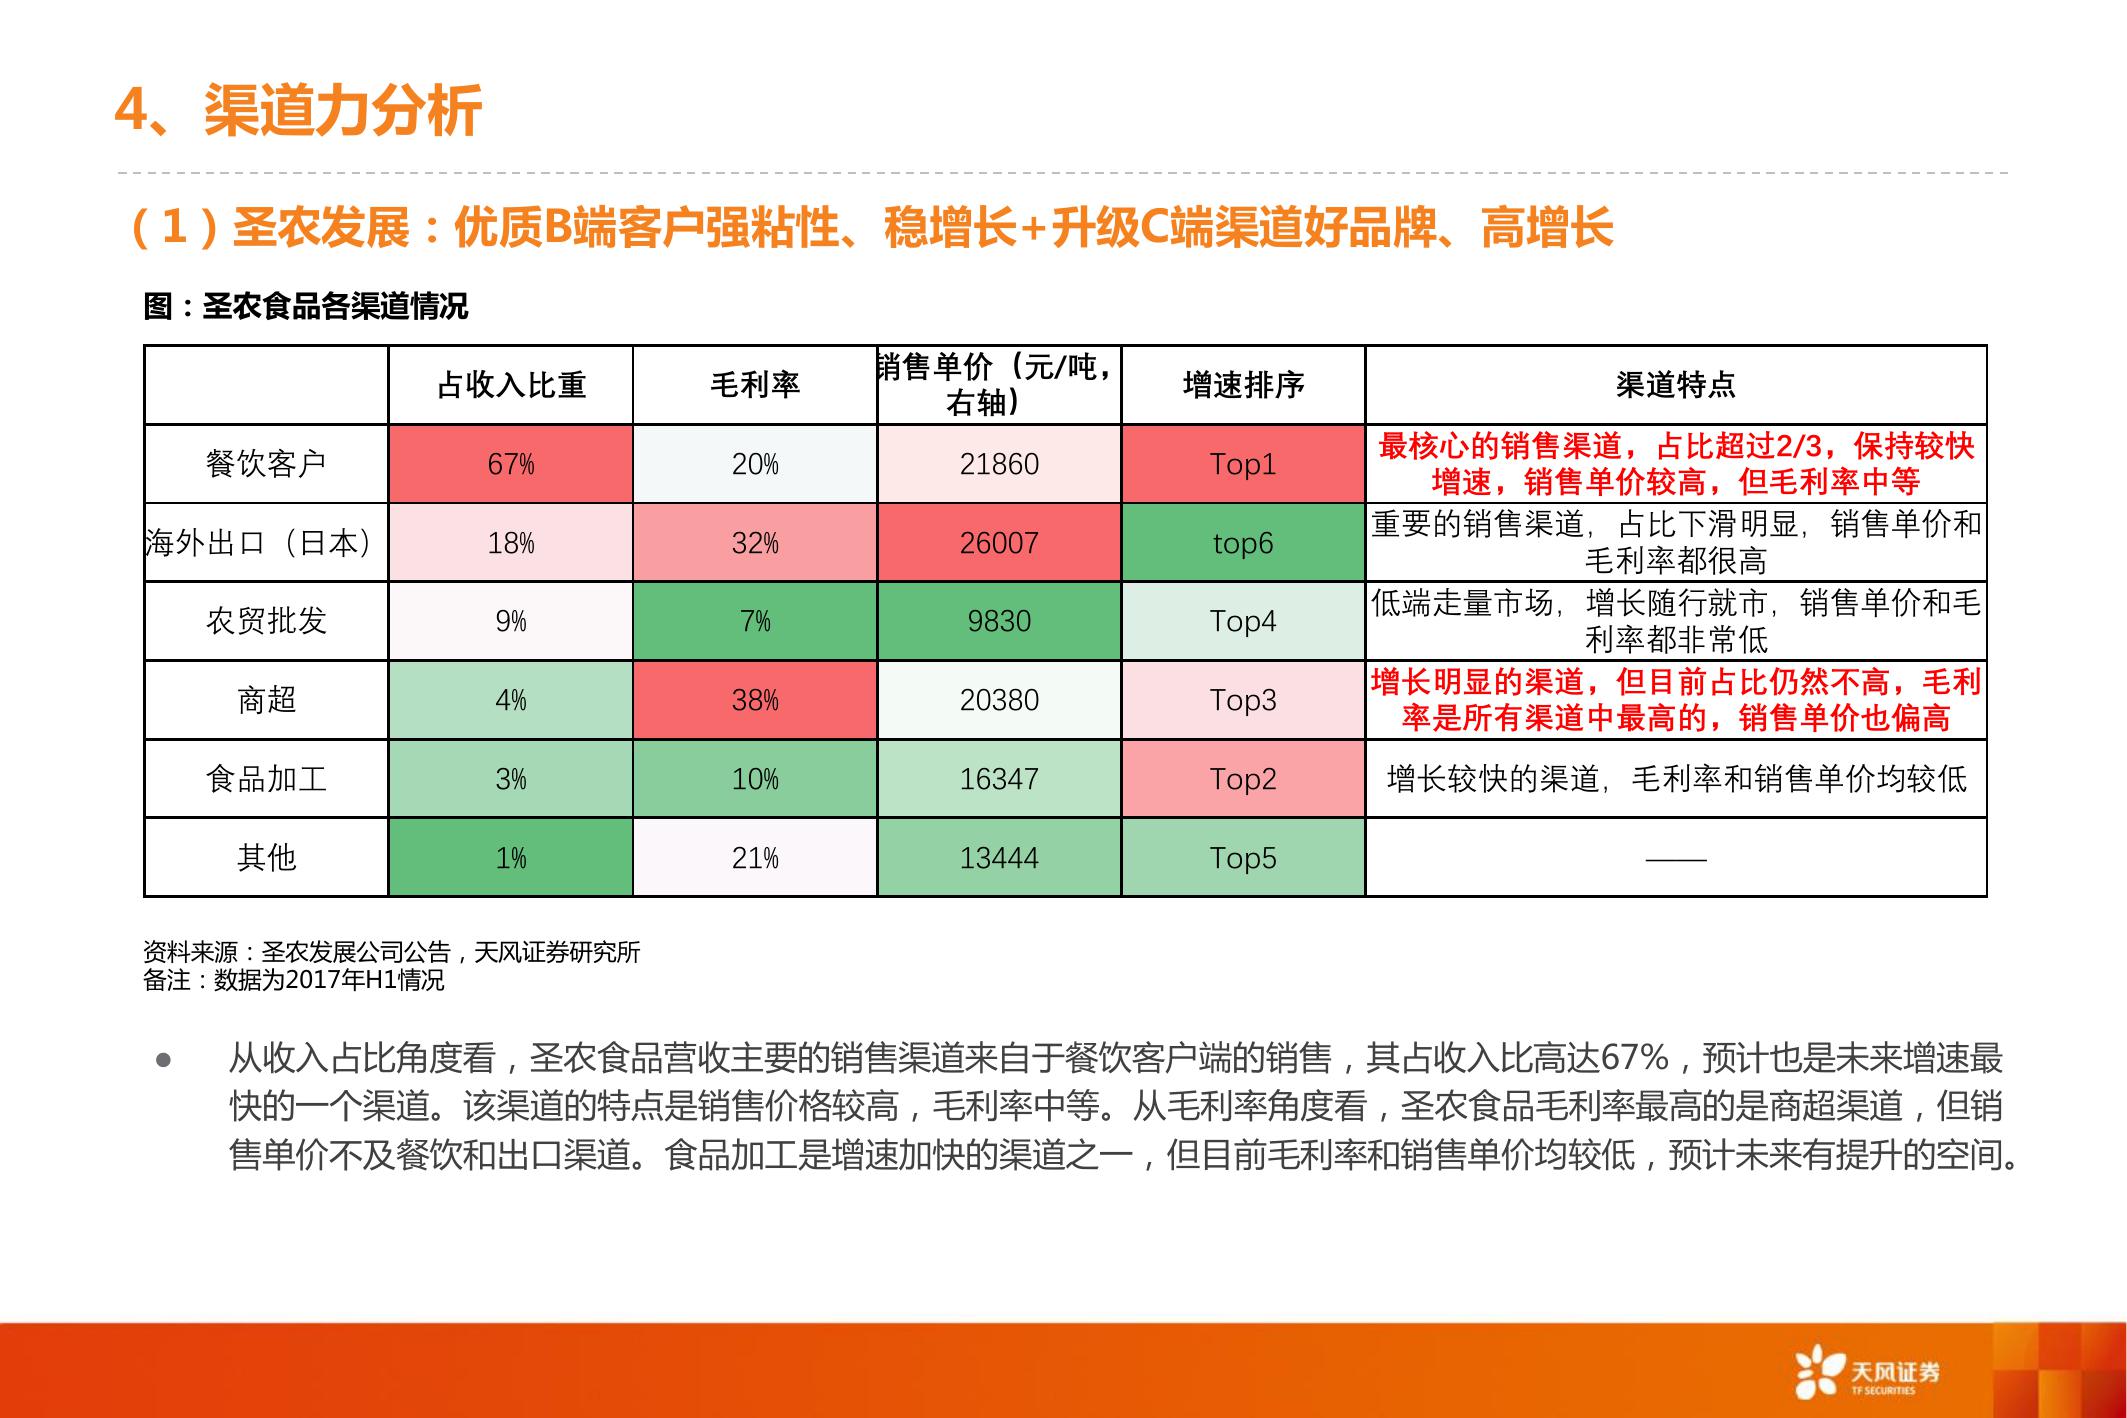 4、渠道力分析
（1）圣农发展：优质B端客户强粘性、稳增长+升级C端渠道好品牌、高增长
图：圣农食品各渠道情况
占收入比重 毛利率 销售单价（元/吨，右轴） 增速排序 渠道特点
餐饮客户 67% 20% 21860 Top1 最核心的销售渠道，占比超过2/3，保持较快
增速，销售单价较高，但毛利率中等
海外出口（日本） 18% 32% 26007 top6 重要的销售渠道，占比下滑明显，销售单价和
毛利率都很高
农贸批发 9% 7% 9830 Top4 低端走量市场，增长随行就市，销售单价和毛
利率都非常低
商超 4% 38% 20380 Top3 增长明显的渠道，但目前占比仍然不高，毛利
率是所有渠道中最高的，销售单价也偏高
食品加工 3% 10% 16347 Top2 增长较快的渠道，毛利率和销售单价均较低
其他 1% 21% 13444 Top5 ——
资料来源：圣农发展公司公告，天风证券研究所
备注：数据为2017年H1情况
● 从收入占比角度看，圣农食品营收主要的销售渠道来自于餐饮客户端的销售，其占收入比高达67%，预计也是未来增速最
快的一个渠道。该渠道的特点是销售价格较高，毛利率中等。从毛利率角度看，圣农食品毛利率最高的是商超渠道，但销
售单价不及餐饮和出口渠道。食品加工是增速加快的渠道之一，但目前毛利率和销售单价均较低，预计未来有提升的空间。
天风证券
TF SECURITIES